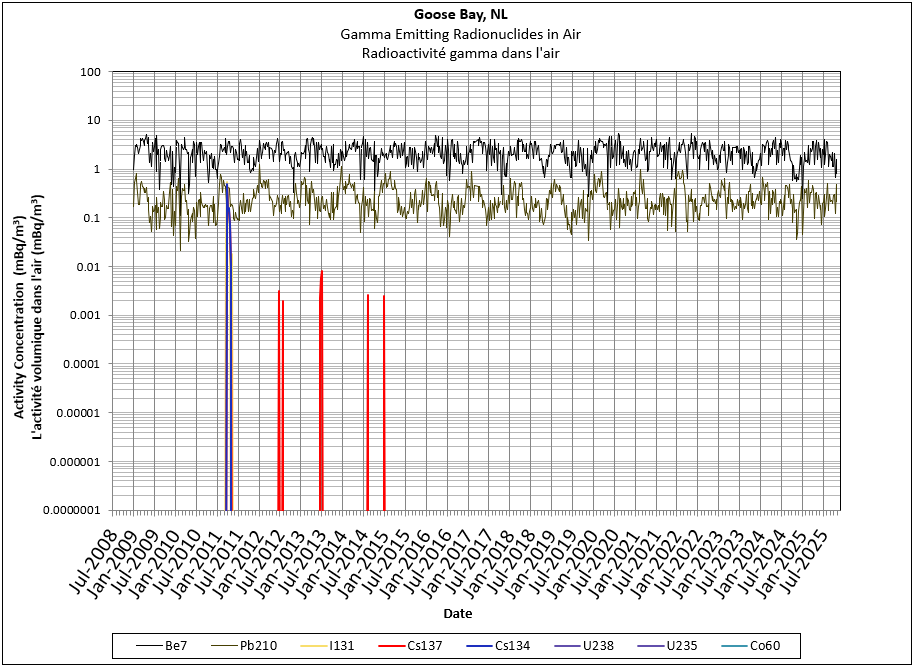 Goose Bay, NL
Gamma Emitting Radionuclides in Air
Radioactivité gamma dans l'air
Activity Concentration (mBq/m³)
L'activité volumique dans l'air (mBq/m³)
100
10
1
0.1
0.01
0.001
0.0001
0.00001
0.000001
0.0000001
Jul-2008
Jan-2009
Jul-2009
Jan-2010
Jul-2010
Jan-2011
Jul-2011
Jan-2012
Jul-2012
Jan-2013
Jul-2013
Jan-2014
Jul-2014
Jan-2015
Jul-2015
Jan-2016
Jul-2016
Jan-2017
Jul-2017
Jan-2018
Jul-2018
Jan-2019
Jul-2019
Jan-2020
Jul-2020
Jan-2021
Jul-2021
Jan-2022
Jul-2022
Jan-2023
Jul-2023
Jan-2024
Jul-2024
Jan-2025
Jul-2025
Date
Be7 Pb210 I131 Cs137 Cs134 U238 U235 Co60